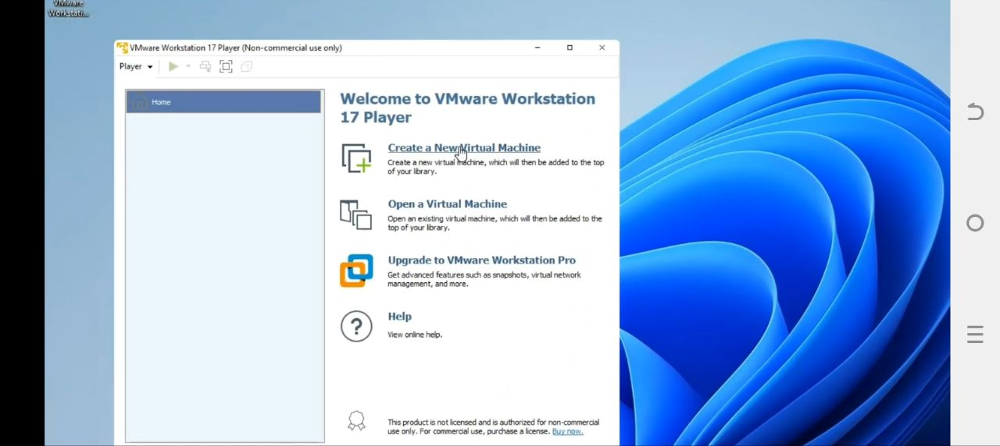 VMware
Workstati...
VMware Workstation 17 Player (Non-commercial use only)
Player
Home
Welcome to VMware Workstation
17 Player
Create a New Virtual Machine
Create a new virtual machine, which will then be added to the top
of your library.
Open a Virtual Machine
Open an existing virtual machine, which will then be added to the
top of your library.
Upgrade to VMware Workstation Pro
Get advanced features such as snapshots, virtual network
management, and more.
Help
View online help.
This product is not licensed and is authorized for non-commercial
use only. For commercial use, purchase a license. Buy now.